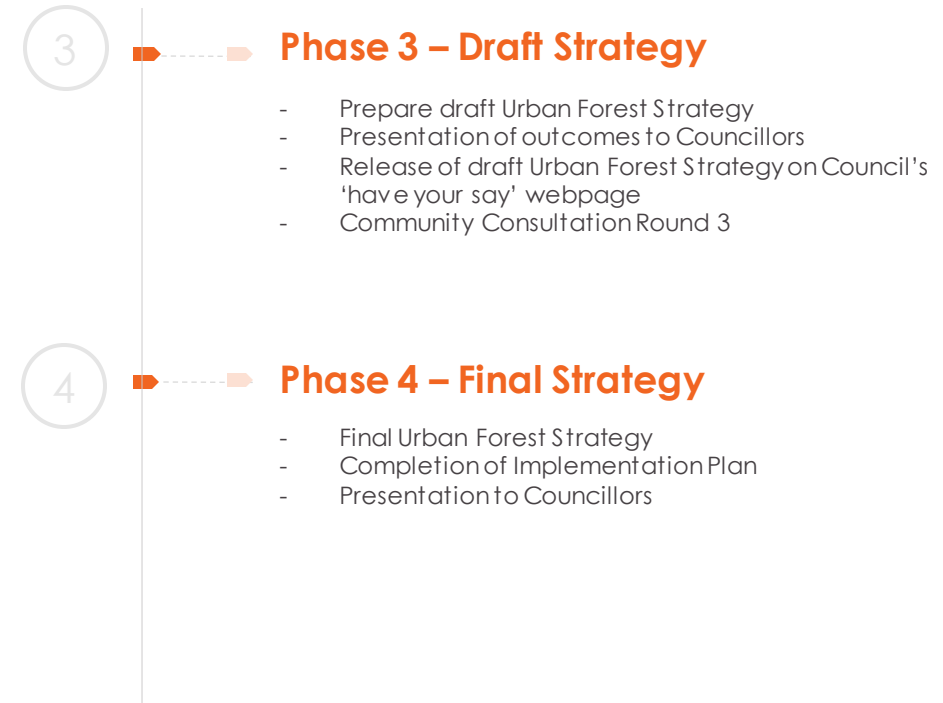 3
Phase 3 – Draft Strategy
- Prepare draft Urban Forest Strategy
- Presentation of outcomes to Councillors
- Release of draft Urban Forest Strategy on Council’s
‘have your say’ webpage
- Community Consultation Round 3
4
Phase 4 – Final Strategy
- Final Urban Forest Strategy
- Completion of Implementation Plan
- Presentation to Councillors